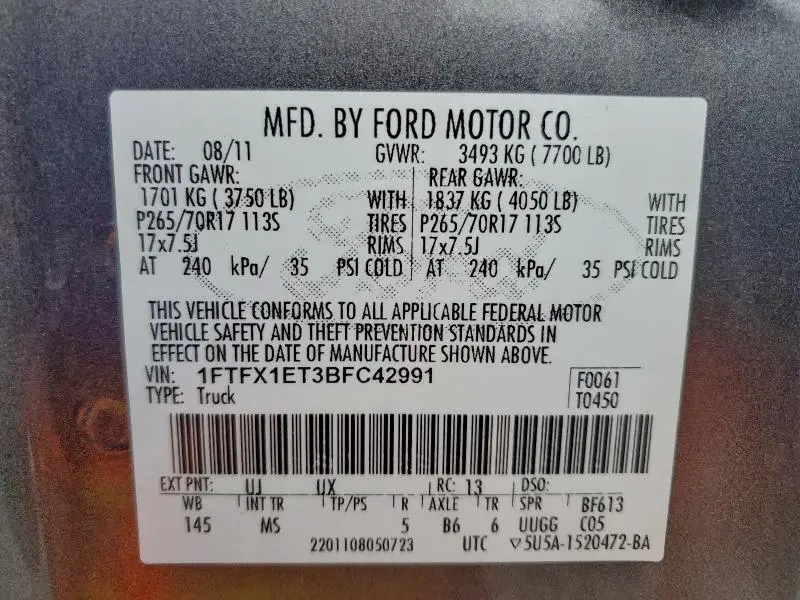 MFD. BY FORD MOTOR CO.
DATE: 08/11 GVWR: 3493 KG ( 7700 LB)
FRONT GAWR: REAR GAWR:
1701 KG ( 3750 LB) WITH 1837 KG ( 4050 LB) WITH
P265/70R17 113S TIRES P265/70R17 113S TIRES
17x7.5J RIMS 17x7.5J RIMS
AT 240 kPa/ 35 PSI COLD AT 240 kPa/ 35 PSI COLD
THIS VEHICLE CONFORMS TO ALL APPLICABLE FEDERAL MOTOR
VEHICLE SAFETY AND THEFT PREVENTION STANDARDS IN
EFFECT ON THE DATE OF MANUFACTURE SHOWN ABOVE.
VIN: 1FTFX1ET3BFC42991 F0061
TYPE: Truck T0450
EXT PNT: UJ UX RC: 13 DSO:
WB INT TR TP/PS R AXLE TR SPR BF613
145 MS 5 B6 6 UUGG C05
2201108050723 UTC ▽5U5A-1520472-BA